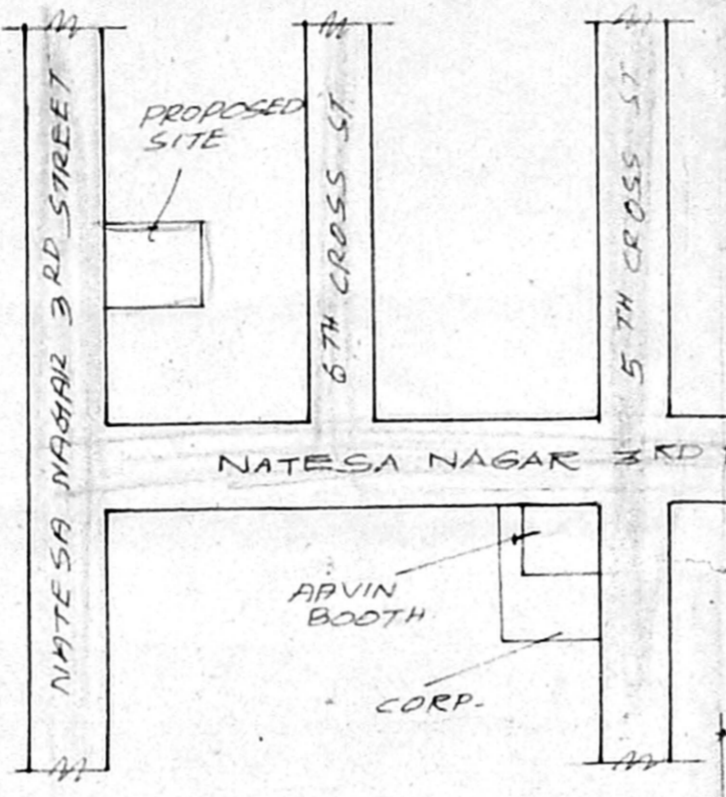 PROPOSED
SITE
NATESA NAGAR 3RD STREET
6TH CROSS ST
5TH CROSS ST
NATESA NAGAR 3RD
AAVIN
BOOTH
CORP.